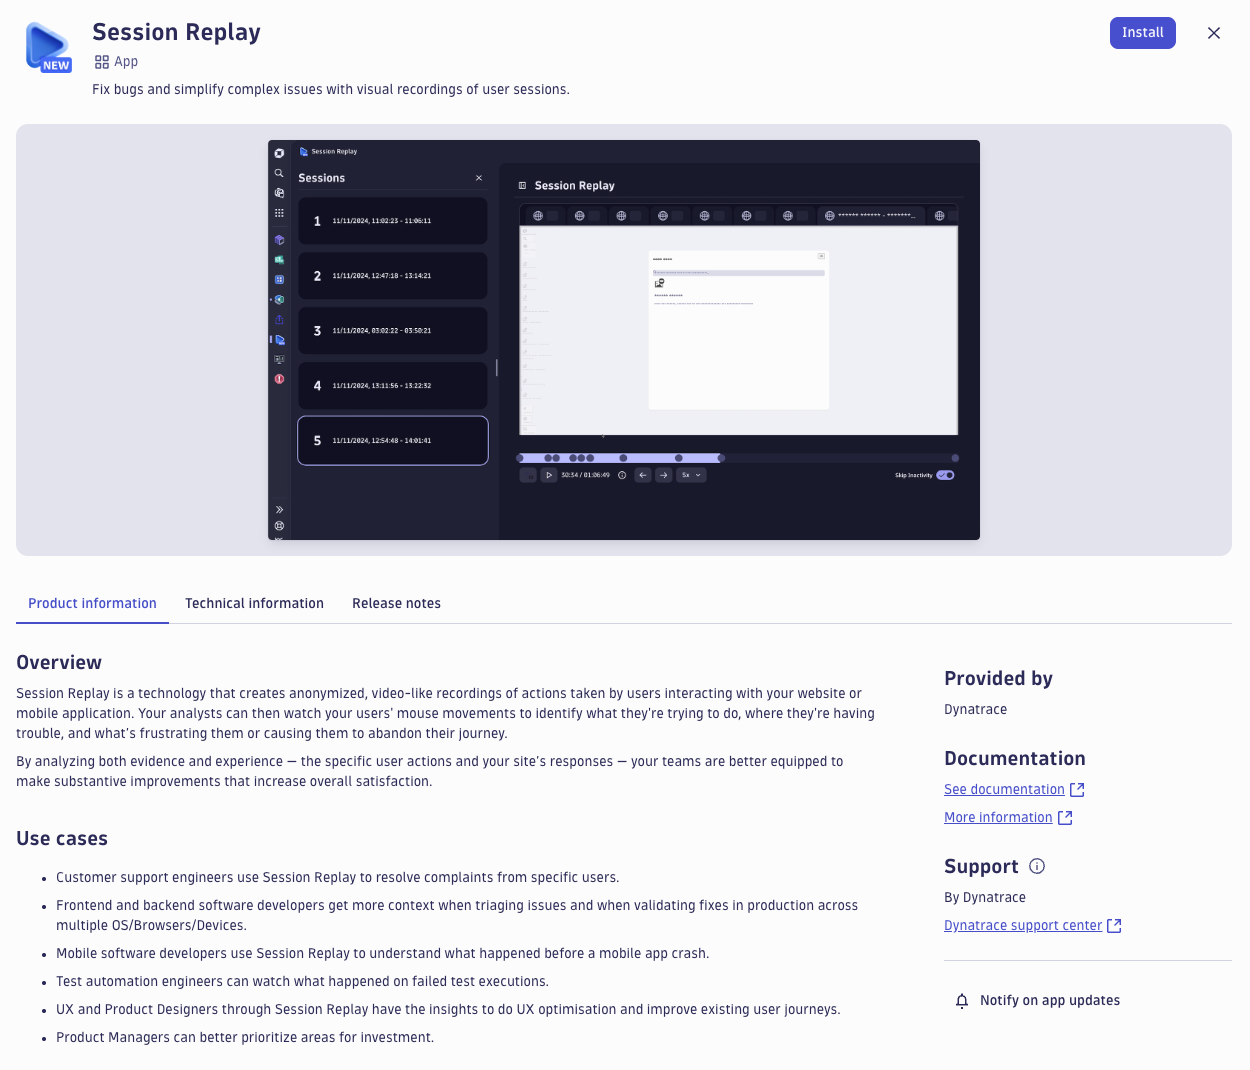 Session Replay
Install
NEW
App
Fix bugs and simplify complex issues with visual recordings of user sessions.
Session Replay
Sessions
Session Replay
1 11/11/2024, 11:02:23 - 11:06:11
2 11/11/2024, 12:47:18 - 13:14:21
3 11/11/2024, 03:02:22 - 03:50:21
4 11/11/2024, 13:11:56 - 13:22:32
5 11/11/2024, 12:54:48 - 14:01:41
****** ****** - *******...
30:34 / 01:06:49
5x
Skip Inactivity
Product information
Technical information
Release notes
Overview
Session Replay is a technology that creates anonymized, video-like recordings of actions taken by users interacting with your website or
mobile application. Your analysts can then watch your users' mouse movements to identify what they're trying to do, where they're having
trouble, and what's frustrating them or causing them to abandon their journey.
By analyzing both evidence and experience — the specific user actions and your site's responses — your teams are better equipped to
make substantive improvements that increase overall satisfaction.
Use cases
• Customer support engineers use Session Replay to resolve complaints from specific users.
• Frontend and backend software developers get more context when triaging issues and when validating fixes in production across
multiple OS/Browsers/Devices.
• Mobile software developers use Session Replay to understand what happened before a mobile app crash.
• Test automation engineers can watch what happened on failed test executions.
• UX and Product Designers through Session Replay have the insights to do UX optimisation and improve existing user journeys.
• Product Managers can better prioritize areas for investment.
Provided by
Dynatrace
Documentation
See documentation
More information
Support
By Dynatrace
Dynatrace support center
Notify on app updates